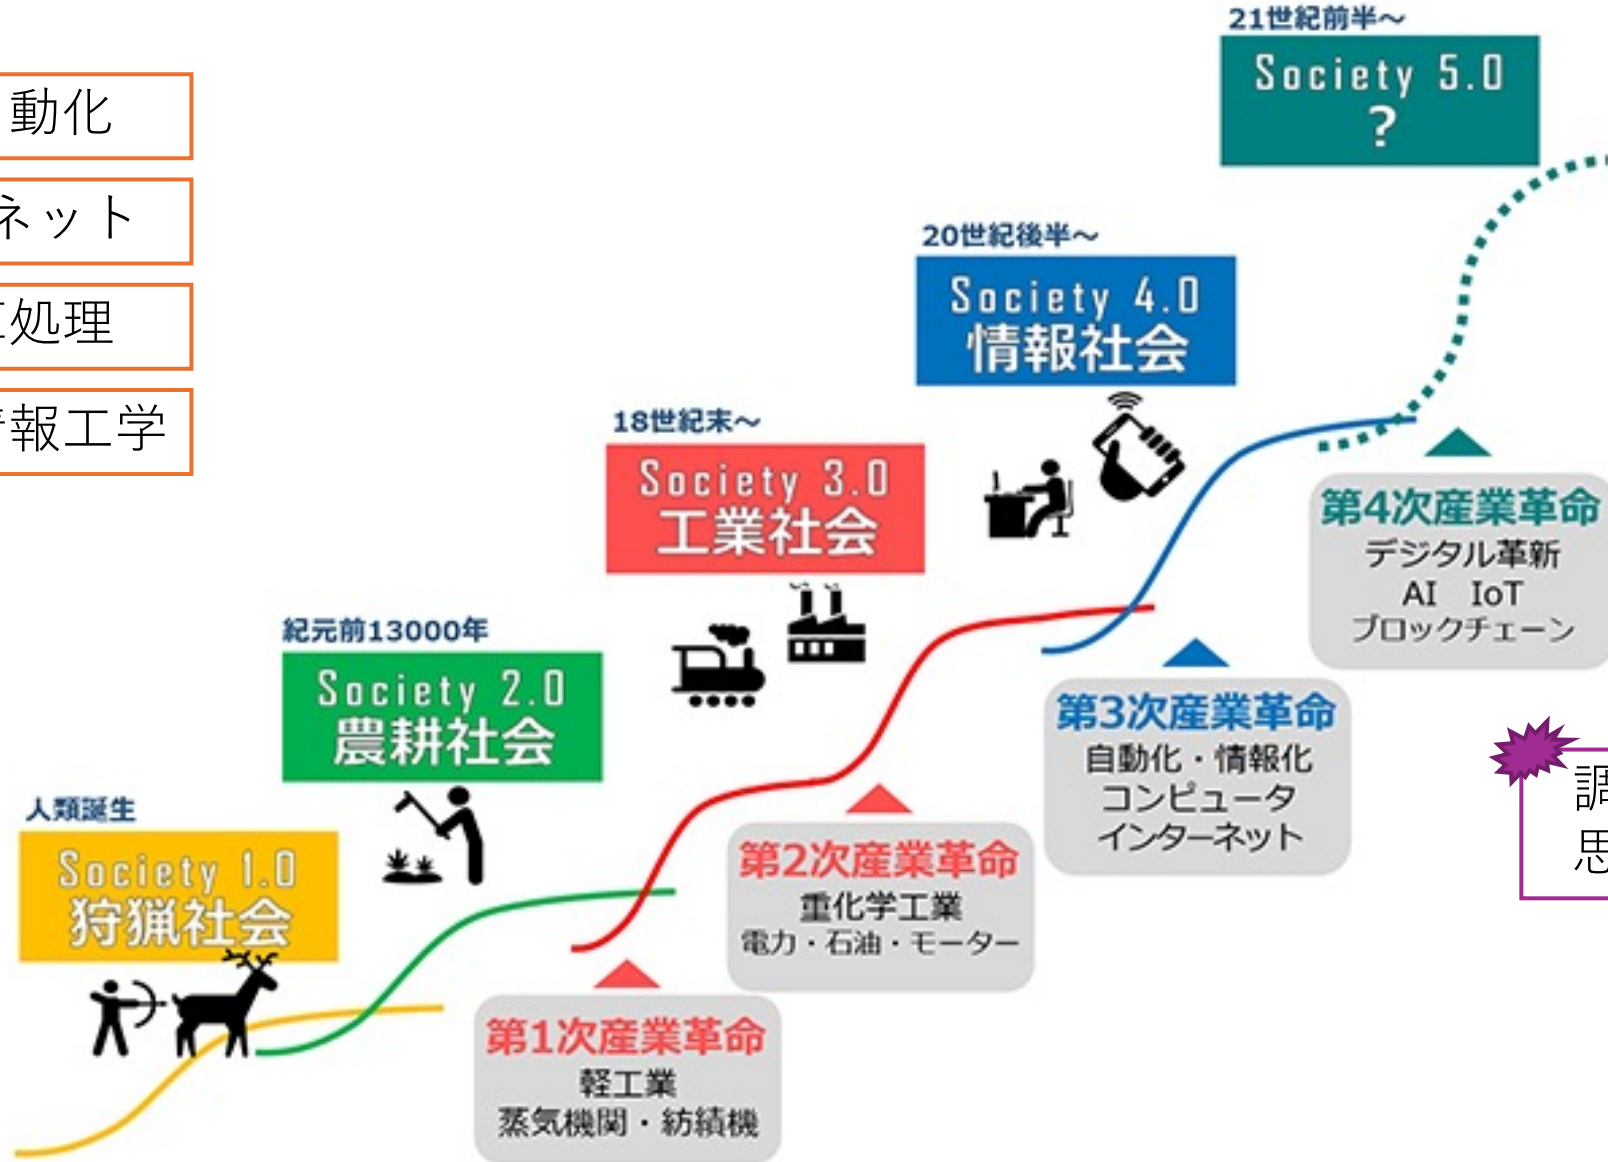 動化
ネット
処理
報工学
21世紀前半～
Society 5.0
?
20世紀後半～
Society 4.0
情報社会
18世紀末～
Society 3.0
工業社会
紀元前13000年
Society 2.0
農耕社会
人類誕生
Society 1.0
狩猟社会
第1次産業革命
軽工業
蒸気機関・紡績機
第2次産業革命
重化学工業
電力・石油・モーター
第3次産業革命
自動化・情報化
コンピュータ
インターネット
第4次産業革命
デジタル革新
AI IoT
ブロックチェーン
思